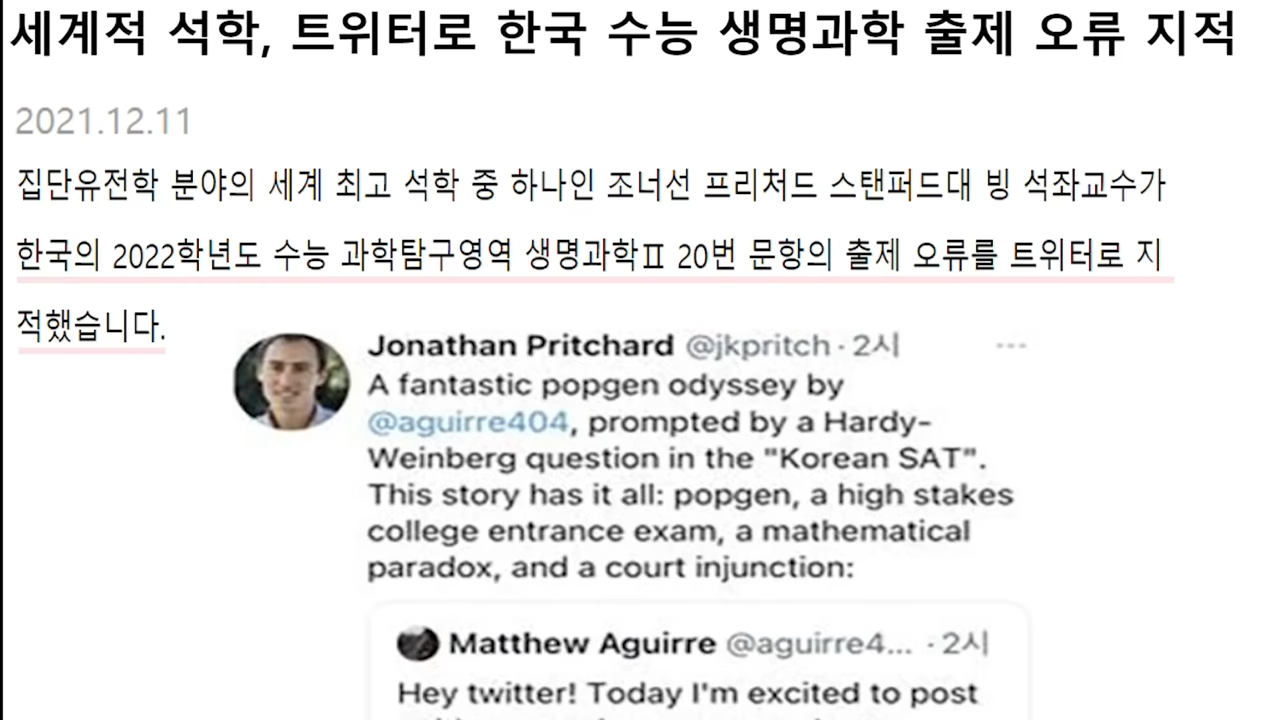 세계적 석학, 트위터로 한국 수능 생명과학 출제 오류 지적
2021.12.11
집단유전학 분야의 세계 최고 석학 중 하나인 조너선 프리처드 스탠퍼드대 빙 석좌교수가
한국의 2022학년도 수능 과학탐구영역 생명과학Ⅱ 20번 문항의 출제 오류를 트위터로 지
적했습니다.
Jonathan Pritchard @jkpritch · 2시
A fantastic popgen odyssey by
@aguirre404, prompted by a Hardy-
Weinberg question in the "Korean SAT".
This story has it all: popgen, a high stakes
college entrance exam, a mathematical
paradox, and a court injunction:
Matthew Aguirre @aguirre4... · 2시
Hey twitter! Today I'm excited to post